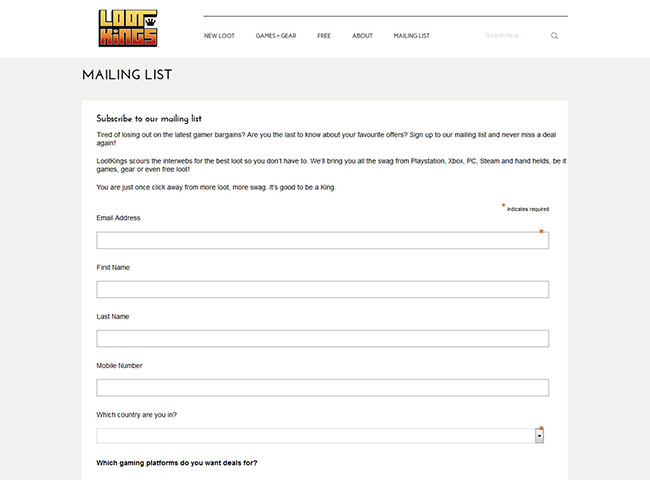 LOOT
KINGS
NEW LOOT GAMES + GEAR FREE ABOUT MAILING LIST Search here...
MAILING LIST
Subscribe to our mailing list
Tired of losing out on the latest gamer bargains? Are you the last to know about your favourite offers? Sign up to our mailing list and never miss a deal
again!
LootKings scours the interwebs for the best loot so you don't have to. We'll bring you all the swag from Playstation, Xbox, PC, Steam and hand helds, be it
games, gear or even free loot!
You are just once click away from more loot, more swag. It's good to be a King.
* indicates required
Email Address
*
First Name
Last Name
Mobile Number
Which country are you in?
*
Which gaming platforms do you want deals for?